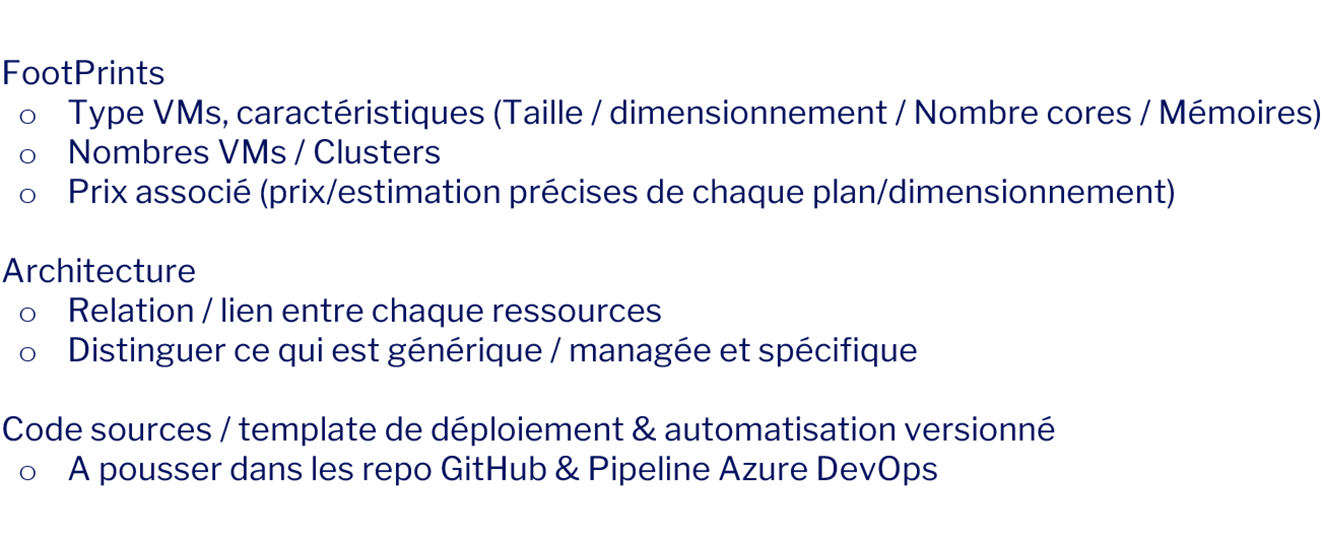 FootPrints
o Type VMs, caractéristiques (Taille / dimensionnement / Nombre cores / Mémoires)
o Nombres VMs / Clusters
o Prix associé (prix/estimation précises de chaque plan/dimensionnement)
Architecture
o Relation / lien entre chaque ressources
o Distinguer ce qui est générique / managée et spécifique
Code sources / template de déploiement & automatisation versionné
o A pousser dans les repo GitHub & Pipeline Azure DevOps